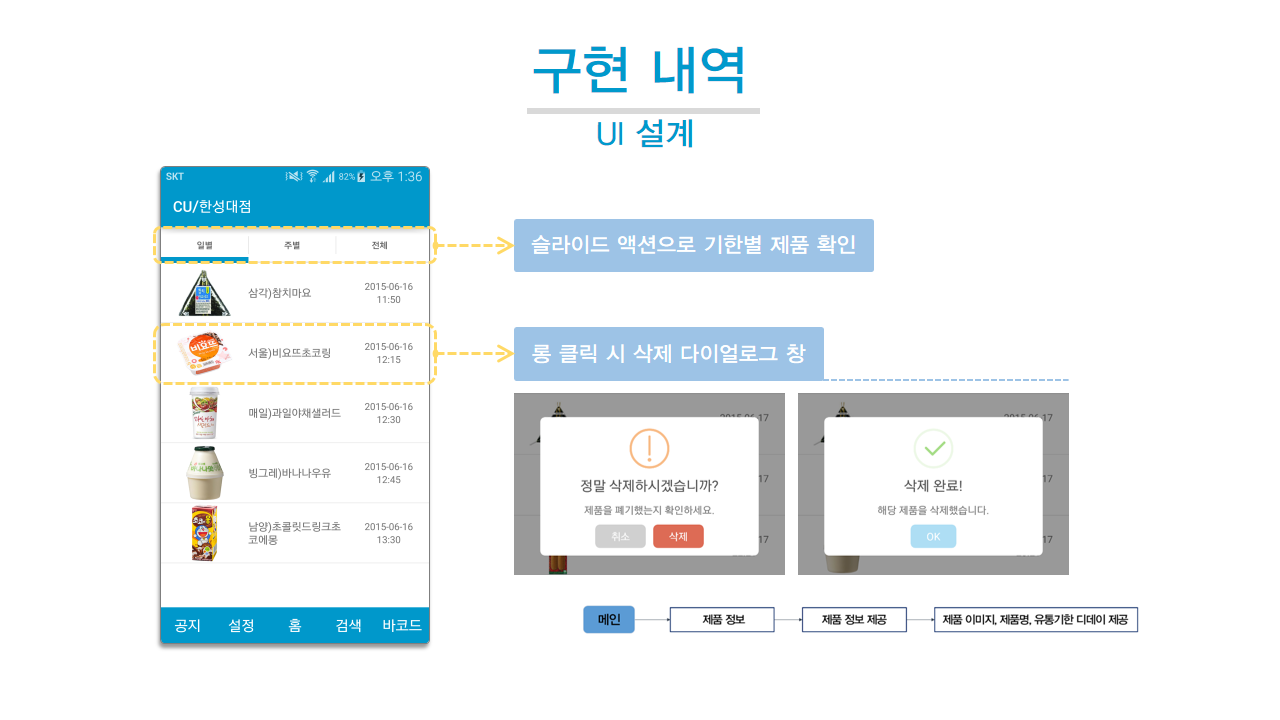 구현 내역
UI 설계
SKT 82% 오후 1:36
CU/한성대점
일별 주별 전체
삼각)참치마요
2015-06-16
11:50
비요뜨
서울)비요뜨초코링
2015-06-16
12:15
매일)과일야채샐러드
2015-06-16
12:30
바나나맛
빙그레)바나나우유
2015-06-16
12:45
남양)초콜릿드링크초
코에몽
2015-06-16
13:30
공지 설정 홈 검색 바코드
슬라이드 액션으로 기한별 제품 확인
롱 클릭 시 삭제 다이얼로그 창
정말 삭제하시겠습니까?
제품을 폐기했는지 확인하세요.
취소 삭제
삭제 완료!
해당 제품을 삭제했습니다.
OK
메인 제품 정보 제품 정보 제공 제품 이미지, 제품명, 유통기한 디데이 제공